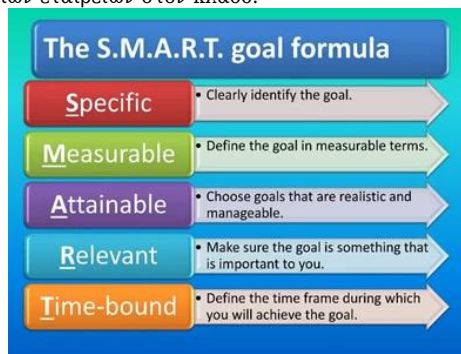 The S.M.A.R.T. goal formula
Specific
• Clearly identify the goal.
Measurable
• Define the goal in measurable terms.
Attainable
• Choose goals that are realistic and
manageable.
Relevant
• Make sure the goal is something that
is important to you.
Time-bound
• Define the time frame during which
you will achieve the goal.